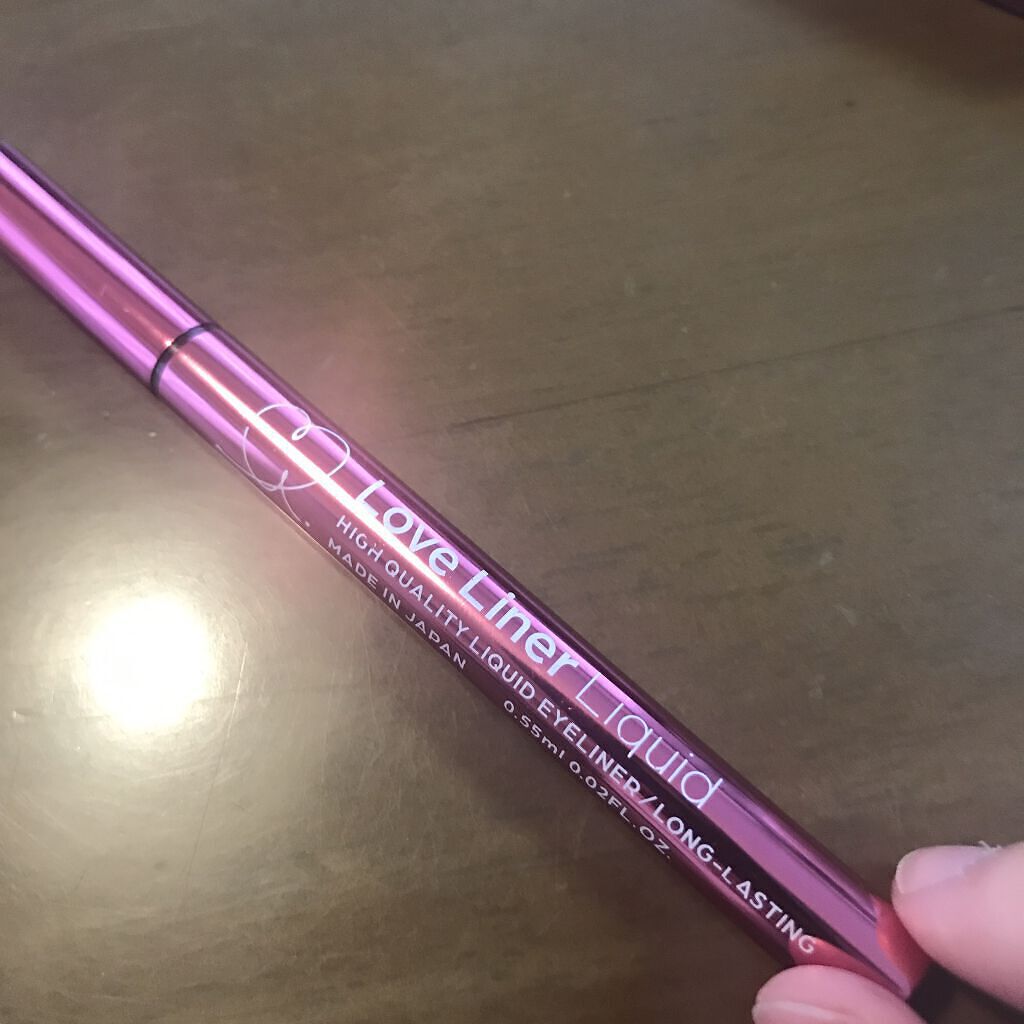 Love Liner Liquid
HIGH QUALITY LIQUID EYELINER/LONG-LASTING
MADE IN JAPAN 0.55ml 0.02FL.OZ.